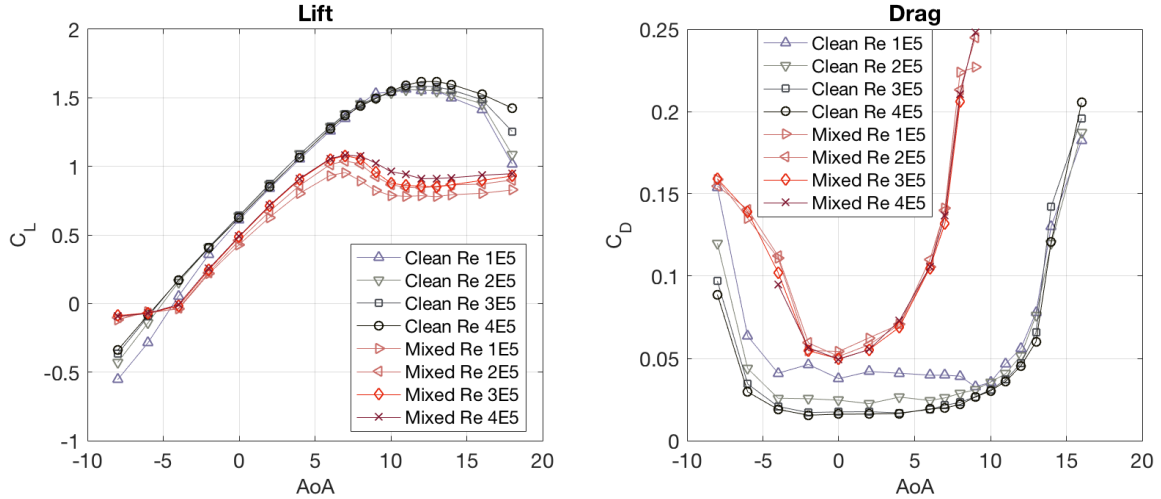 Lift
2
1.5
1
0.5
0
-0.5
-1
C_L
-10
-5
0
5
10
15
20
AoA
Clean Re 1E5
Clean Re 2E5
Clean Re 3E5
Clean Re 4E5
Mixed Re 1E5
Mixed Re 2E5
Mixed Re 3E5
Mixed Re 4E5
Drag
0.25
0.2
0.15
0.1
0.05
0
C_D
-10
-5
0
5
10
15
20
AoA
Clean Re 1E5
Clean Re 2E5
Clean Re 3E5
Clean Re 4E5
Mixed Re 1E5
Mixed Re 2E5
Mixed Re 3E5
Mixed Re 4E5